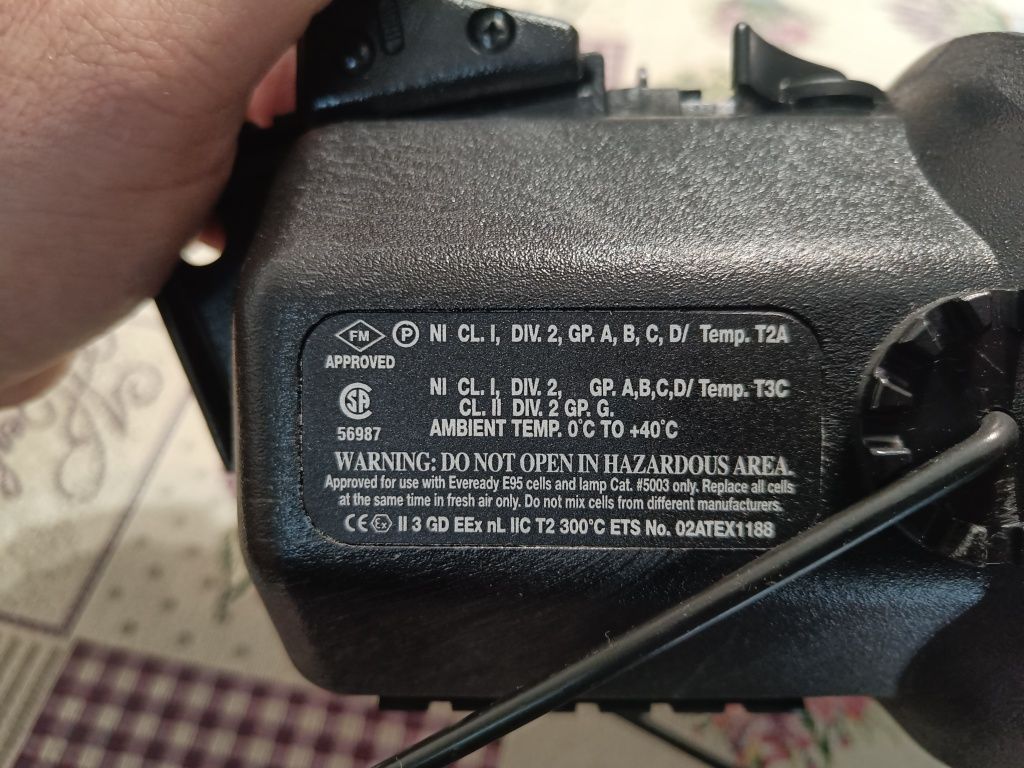 FM P NI CL. I, DIV. 2, GP. A, B, C, D/ Temp. T2A
APPROVED
SA NI CL. I, DIV. 2, GP. A,B,C,D/ Temp. T3C
CL. II DIV. 2 GP. G.
56987 AMBIENT TEMP. 0°C TO +40°C
WARNING: DO NOT OPEN IN HAZARDOUS AREA.
Approved for use with Eveready E95 cells and lamp Cat. #5003 only. Replace all cells
at the same time in fresh air only. Do not mix cells from different manufacturers.
CE Ex II 3 GD EEx nL IIC T2 300°C ETS No. 02ATEX1188